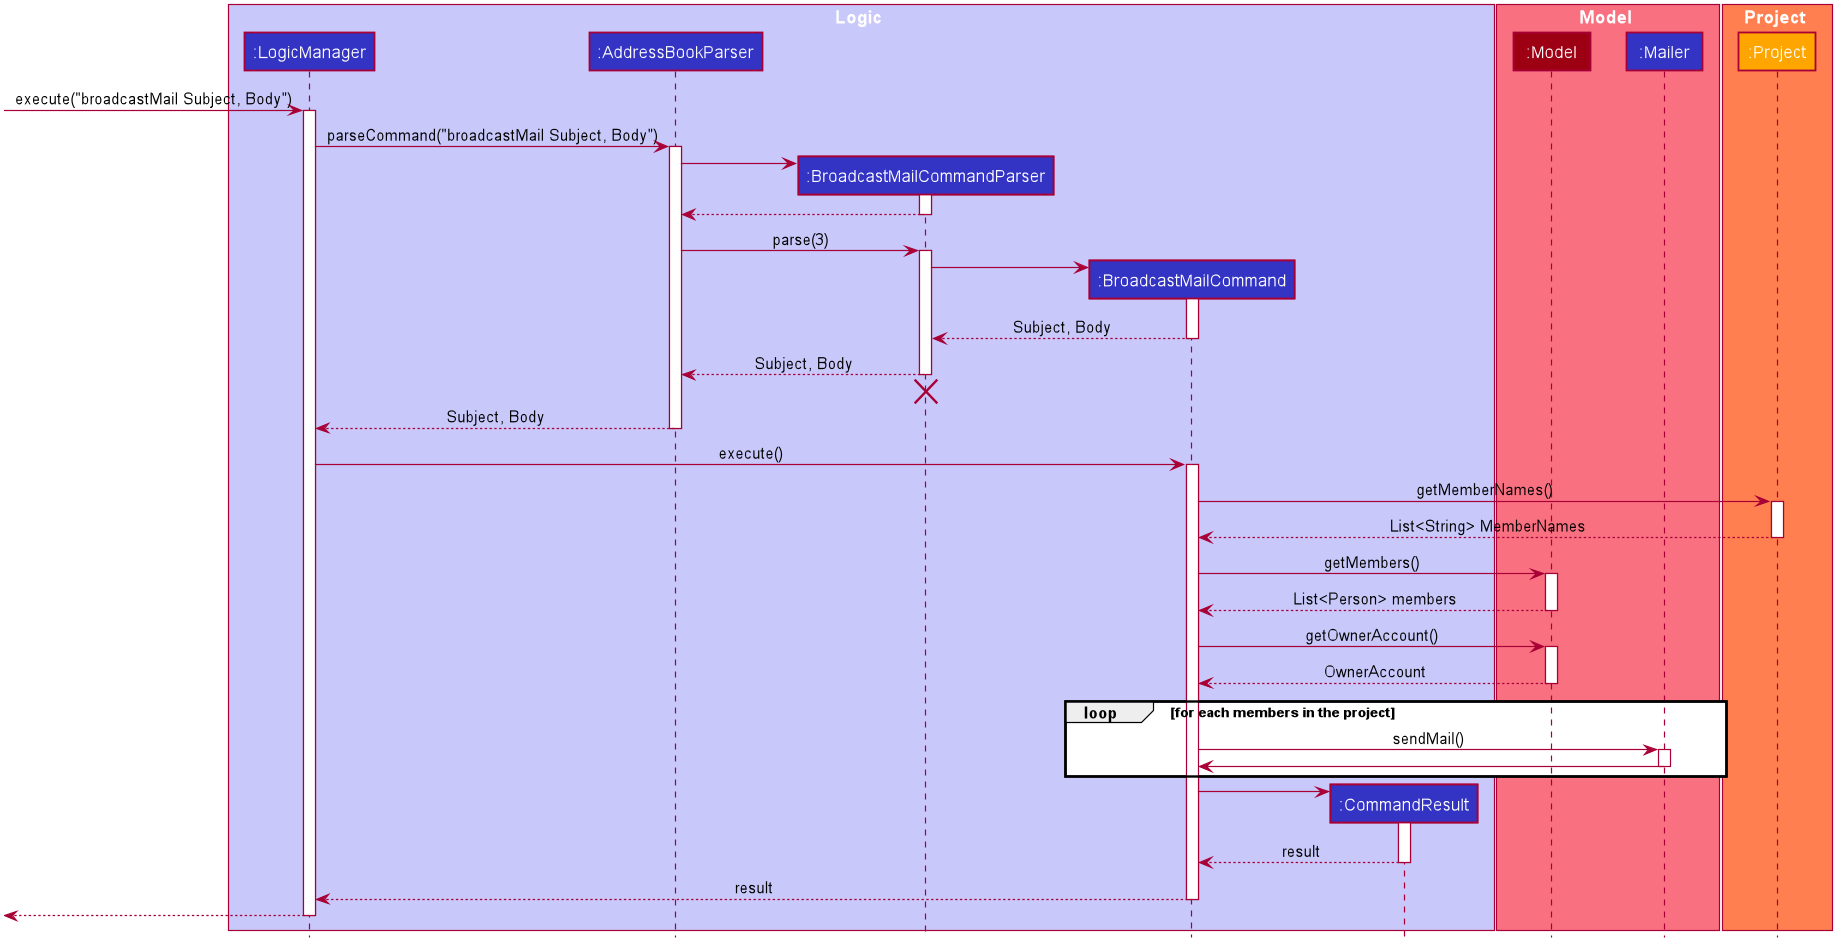 Logic
Model
Project
:LogicManager
:AddressBookParser
:Model
:Mailer
:Project
execute("broadcastMail Subject, Body")
parseCommand("broadcastMail Subject, Body")
:BroadcastMailCommandParser
parse(3)
:BroadcastMailCommand
Subject, Body
Subject, Body
Subject, Body
execute()
getMemberNames()
List<String> MemberNames
getMembers()
List<Person> members
getOwnerAccount()
OwnerAccount
loop
[for each members in the project]
sendMail()
:CommandResult
result
result